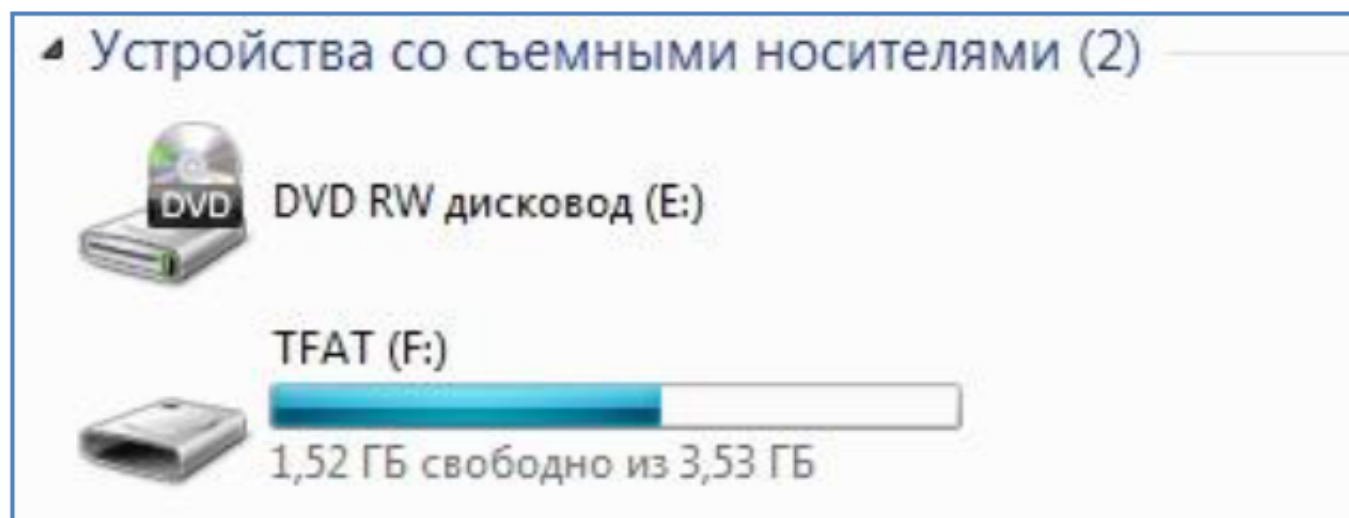 Устройства со съемными носителями (2)
DVD
DVD RW дисковод (E:)
TFAT (F:)
1,52 ГБ свободно из 3,53 ГБ